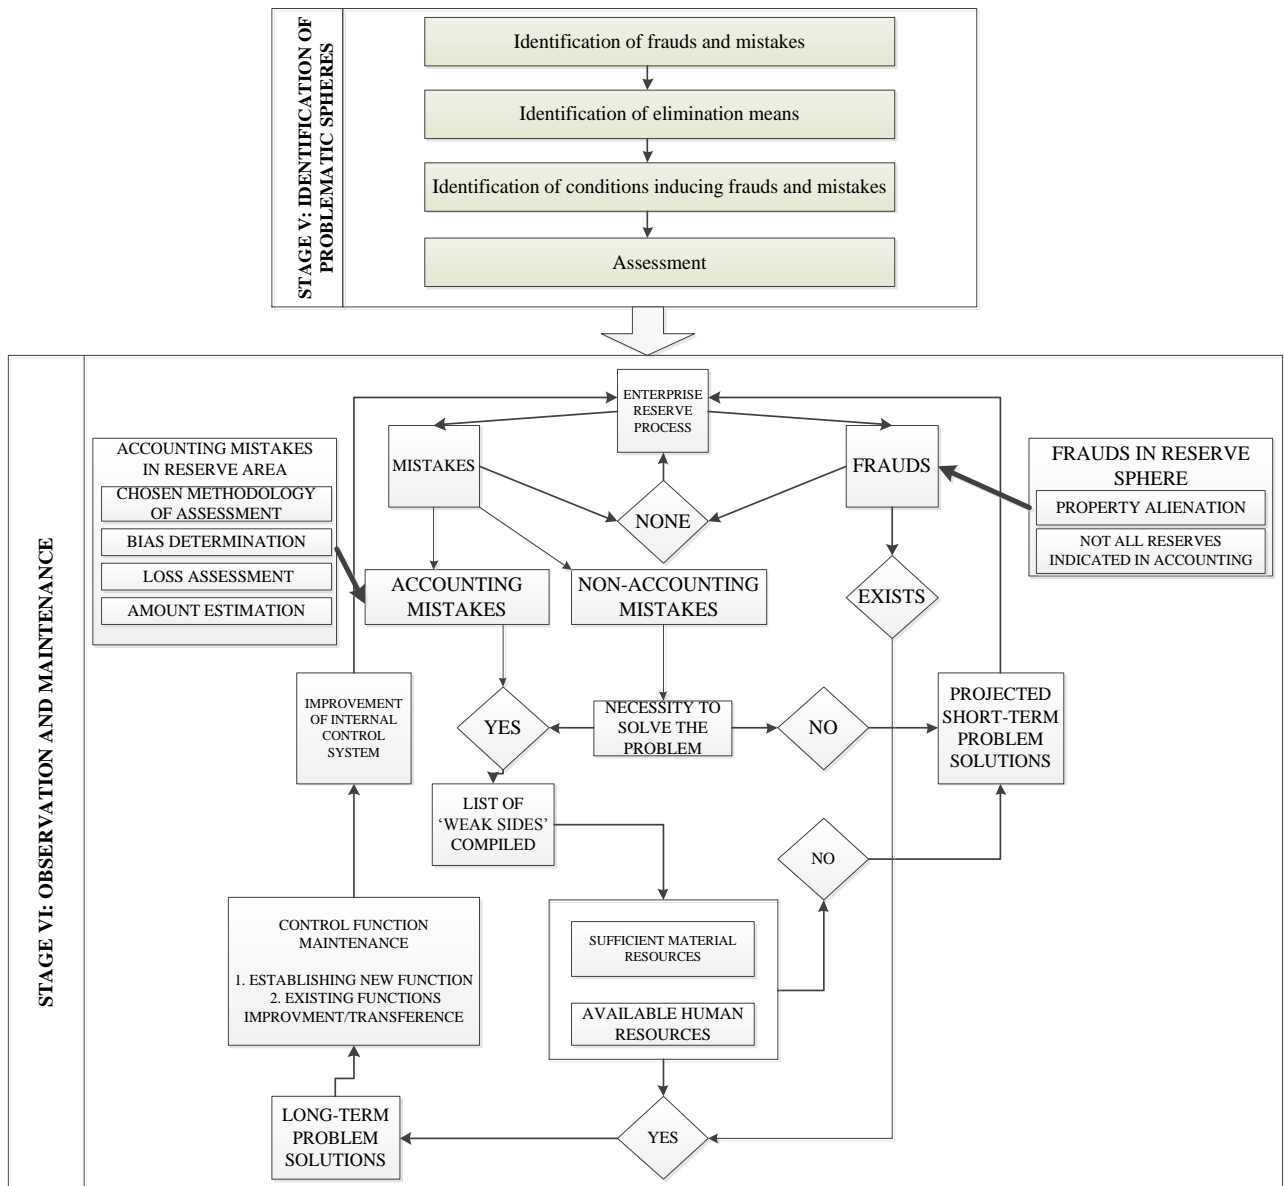 STAGE V: IDENTIFICATION OF
PROBLEMATIC SPHERES
Identification of frauds and mistakes
Identification of elimination means
Identification of conditions inducing frauds and mistakes
Assessment
STAGE VI: OBSERVATION AND MAINTENANCE
ENTERPRISE
RESERVE
PROCESS
MISTAKES
FRAUDS
NONE
ACCOUNTING MISTAKES
IN RESERVE AREA
CHOSEN METHODOLOGY
OF ASSESSMENT
BIAS DETERMINATION
LOSS ASSESSMENT
AMOUNT ESTIMATION
FRAUDS IN RESERVE
SPHERE
PROPERTY ALIENATION
NOT ALL RESERVES
INDICATED IN ACCOUNTING
ACCOUNTING
MISTAKES
NON-ACCOUNTING
MISTAKES
EXISTS
IMPROVEMENT
OF INTERNAL
CONTROL
SYSTEM
YES
NECESSITY TO
SOLVE THE
PROBLEM
NO
PROJECTED
SHORT-TERM
PROBLEM
SOLUTIONS
LIST OF
‘WEAK SIDES’
COMPILED
NO
CONTROL FUNCTION
MAINTENANCE
1. ESTABLISHING NEW FUNCTION
2. EXISTING FUNCTIONS
IMPROVMENT/TRANSFERENCE
SUFFICIENT MATERIAL
RESOURCES
AVAILABLE HUMAN
RESOURCES
LONG-TERM
PROBLEM
SOLUTIONS
YES